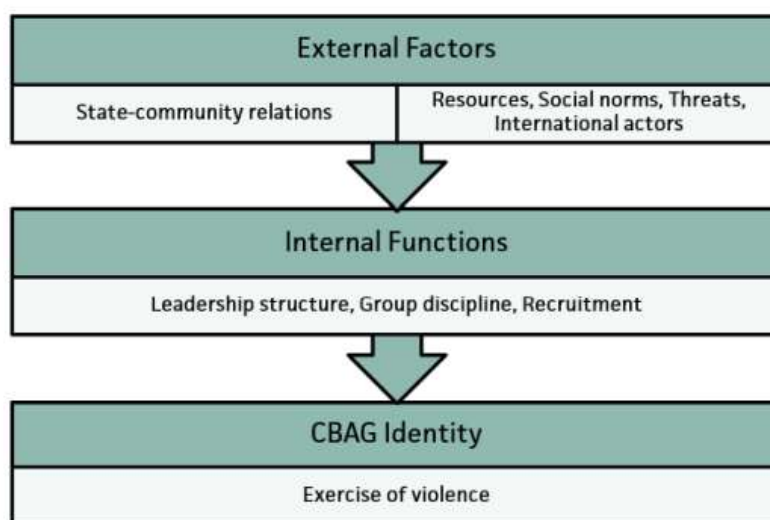 External Factors
State-community relations
Resources, Social norms, Threats,
International actors
Internal Functions
Leadership structure, Group discipline, Recruitment
CBAG Identity
Exercise of violence